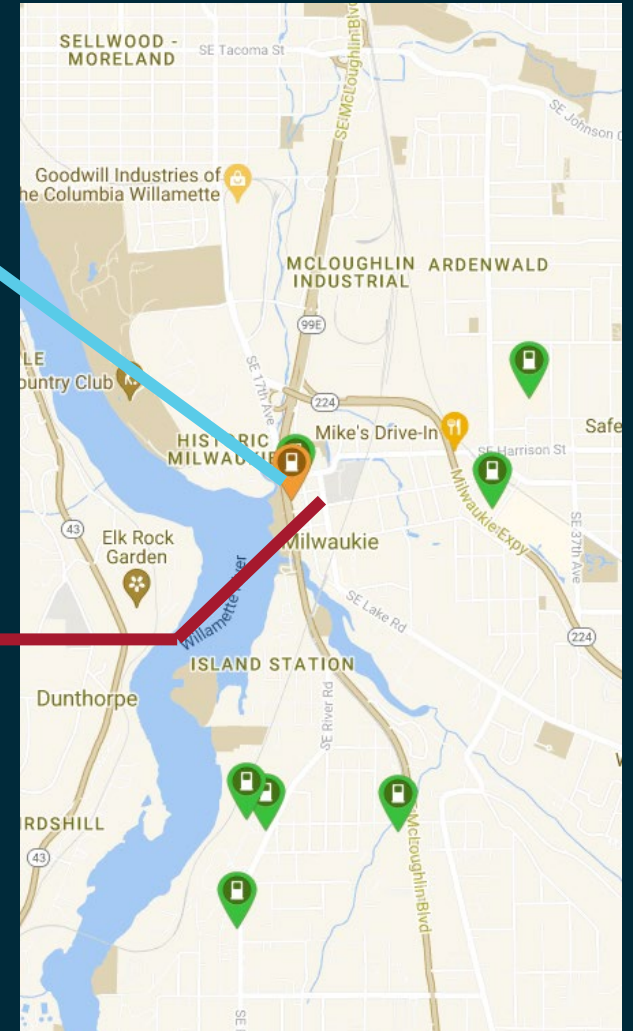 SELLWOOD -
MORELAND
SE Tacoma St
SE McLoughlin Blv
SE Johnson C
Goodwill Industries of
he Columbia Willamette
MCLOUGHLIN
INDUSTRIAL
ARDENWALD
99E
LE
ountry Club
SE 17th Ave
224
Mike's Drive-In
Safe
HISTORIC
MILWAUKIE
SE Harrison St
Milwaukie Expy
43
Elk Rock
Garden
Milwaukie
SE 37th Ave
Willamette River
SE Lake Rd
224
ISLAND STATION
Dunthorpe
SE River Rd
W
IRDSHILL
43
SE McLoughlin Blvd
SE